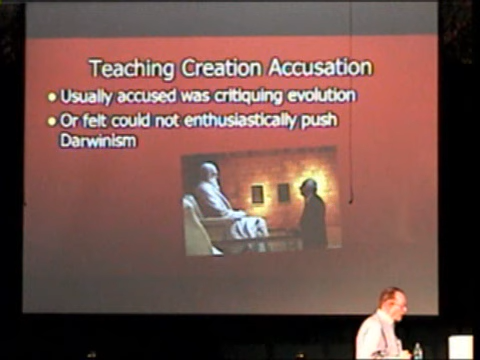 Teaching Creation Accusation
Usually accused was critiquing evolution
Or felt could not enthusiastically push
Darwinism